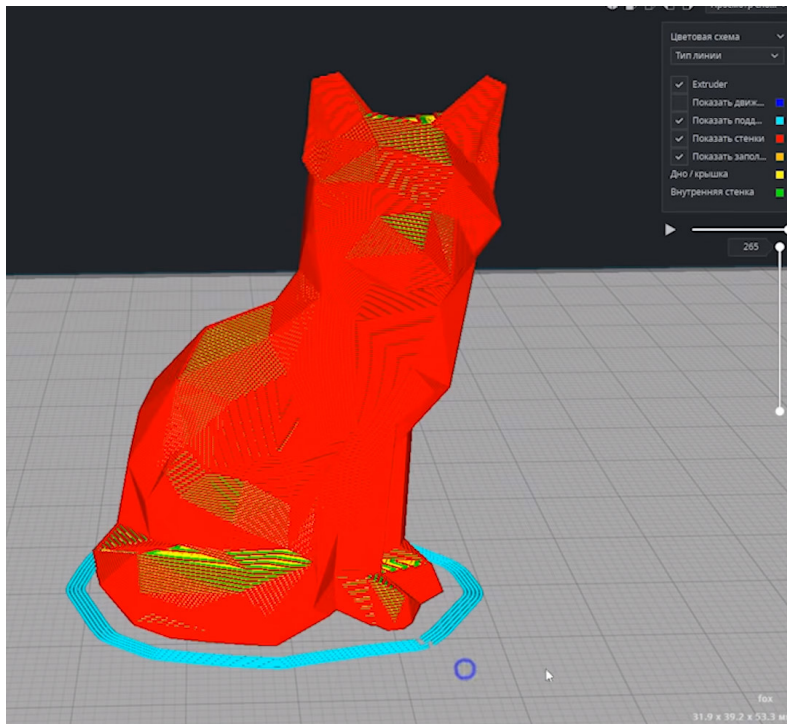 Цветовая схема
Тип линии
Extruder
Показать движ...
Показать подд...
Показать стенки
Показать запол...
Дно / крышка
Внутренняя стенка
265
fox
31.9 x 39.2 x 53.3